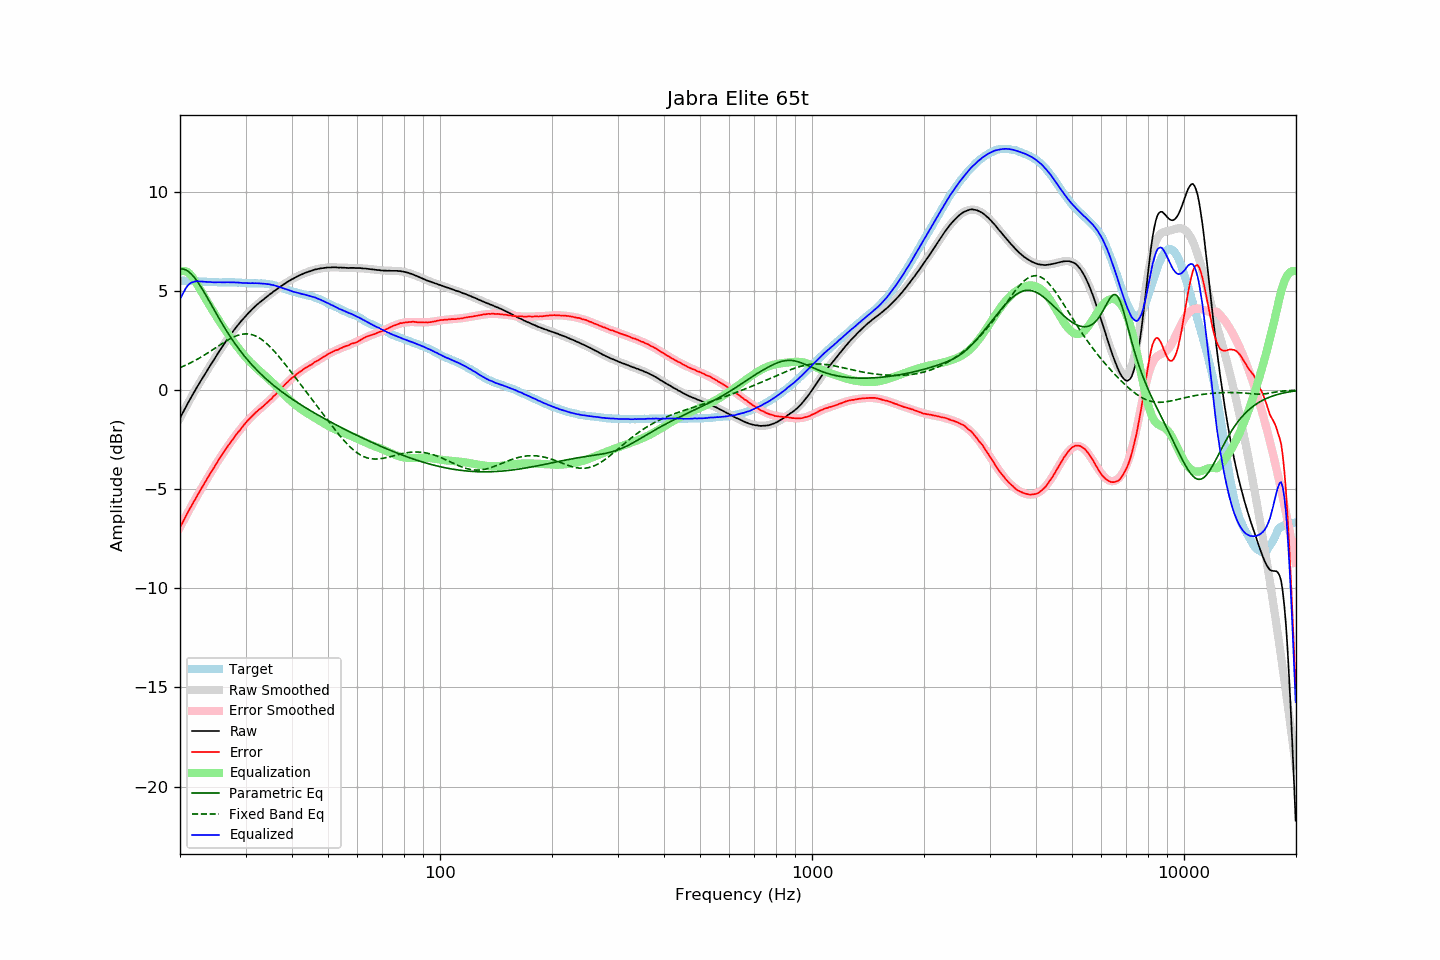 Jabra Elite 65t
Amplitude (dBr)
10
5
0
−5
−10
−15
−20
Target
Raw Smoothed
Error Smoothed
Raw
Error
Equalization
Parametric Eq
Fixed Band Eq
Equalized
100
1000
10000
Frequency (Hz)